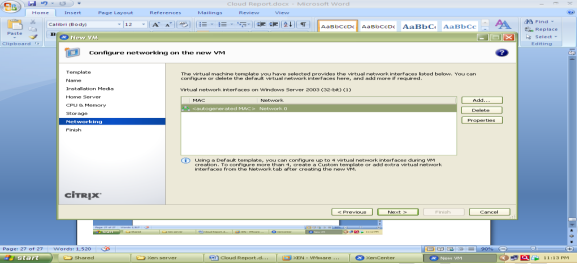 Cloud Report.docx - Microsoft Word
Home Insert Page Layout References Mailings Review View
Calibri (Body) 12
AaBbCcDc AaBbCcDc AaBbC AaBbCc
Find
Replace
Select
Paste
Clipboard
Editing
New VM
Configure networking on the new VM
Template
Name
Installation Media
Home Server
CPU & Memory
Storage
Networking
Finish
The virtual machine template you have selected provides the virtual network interfaces listed below. You can
configure or delete the default virtual network interfaces here, and add more if required.
Virtual network interfaces on Windows Server 2003 (32-bit) (1)
MAC Network
<autogenerated MAC> Network 0
Add...
Delete
Properties
Using a Default template, you can configure up to 4 virtual network interfaces during VM
creation. To configure more than 4, create a Custom template or add extra virtual network
interfaces from the Network tab after creating the new VM.
CITRIX
< Previous Next > Finish Cancel
Page: 27 of 27 Words: 1,520 90%
start Shared Xen server Cloud Report.d... XEN - VMware ... XenCenter New VM 11:13 PM